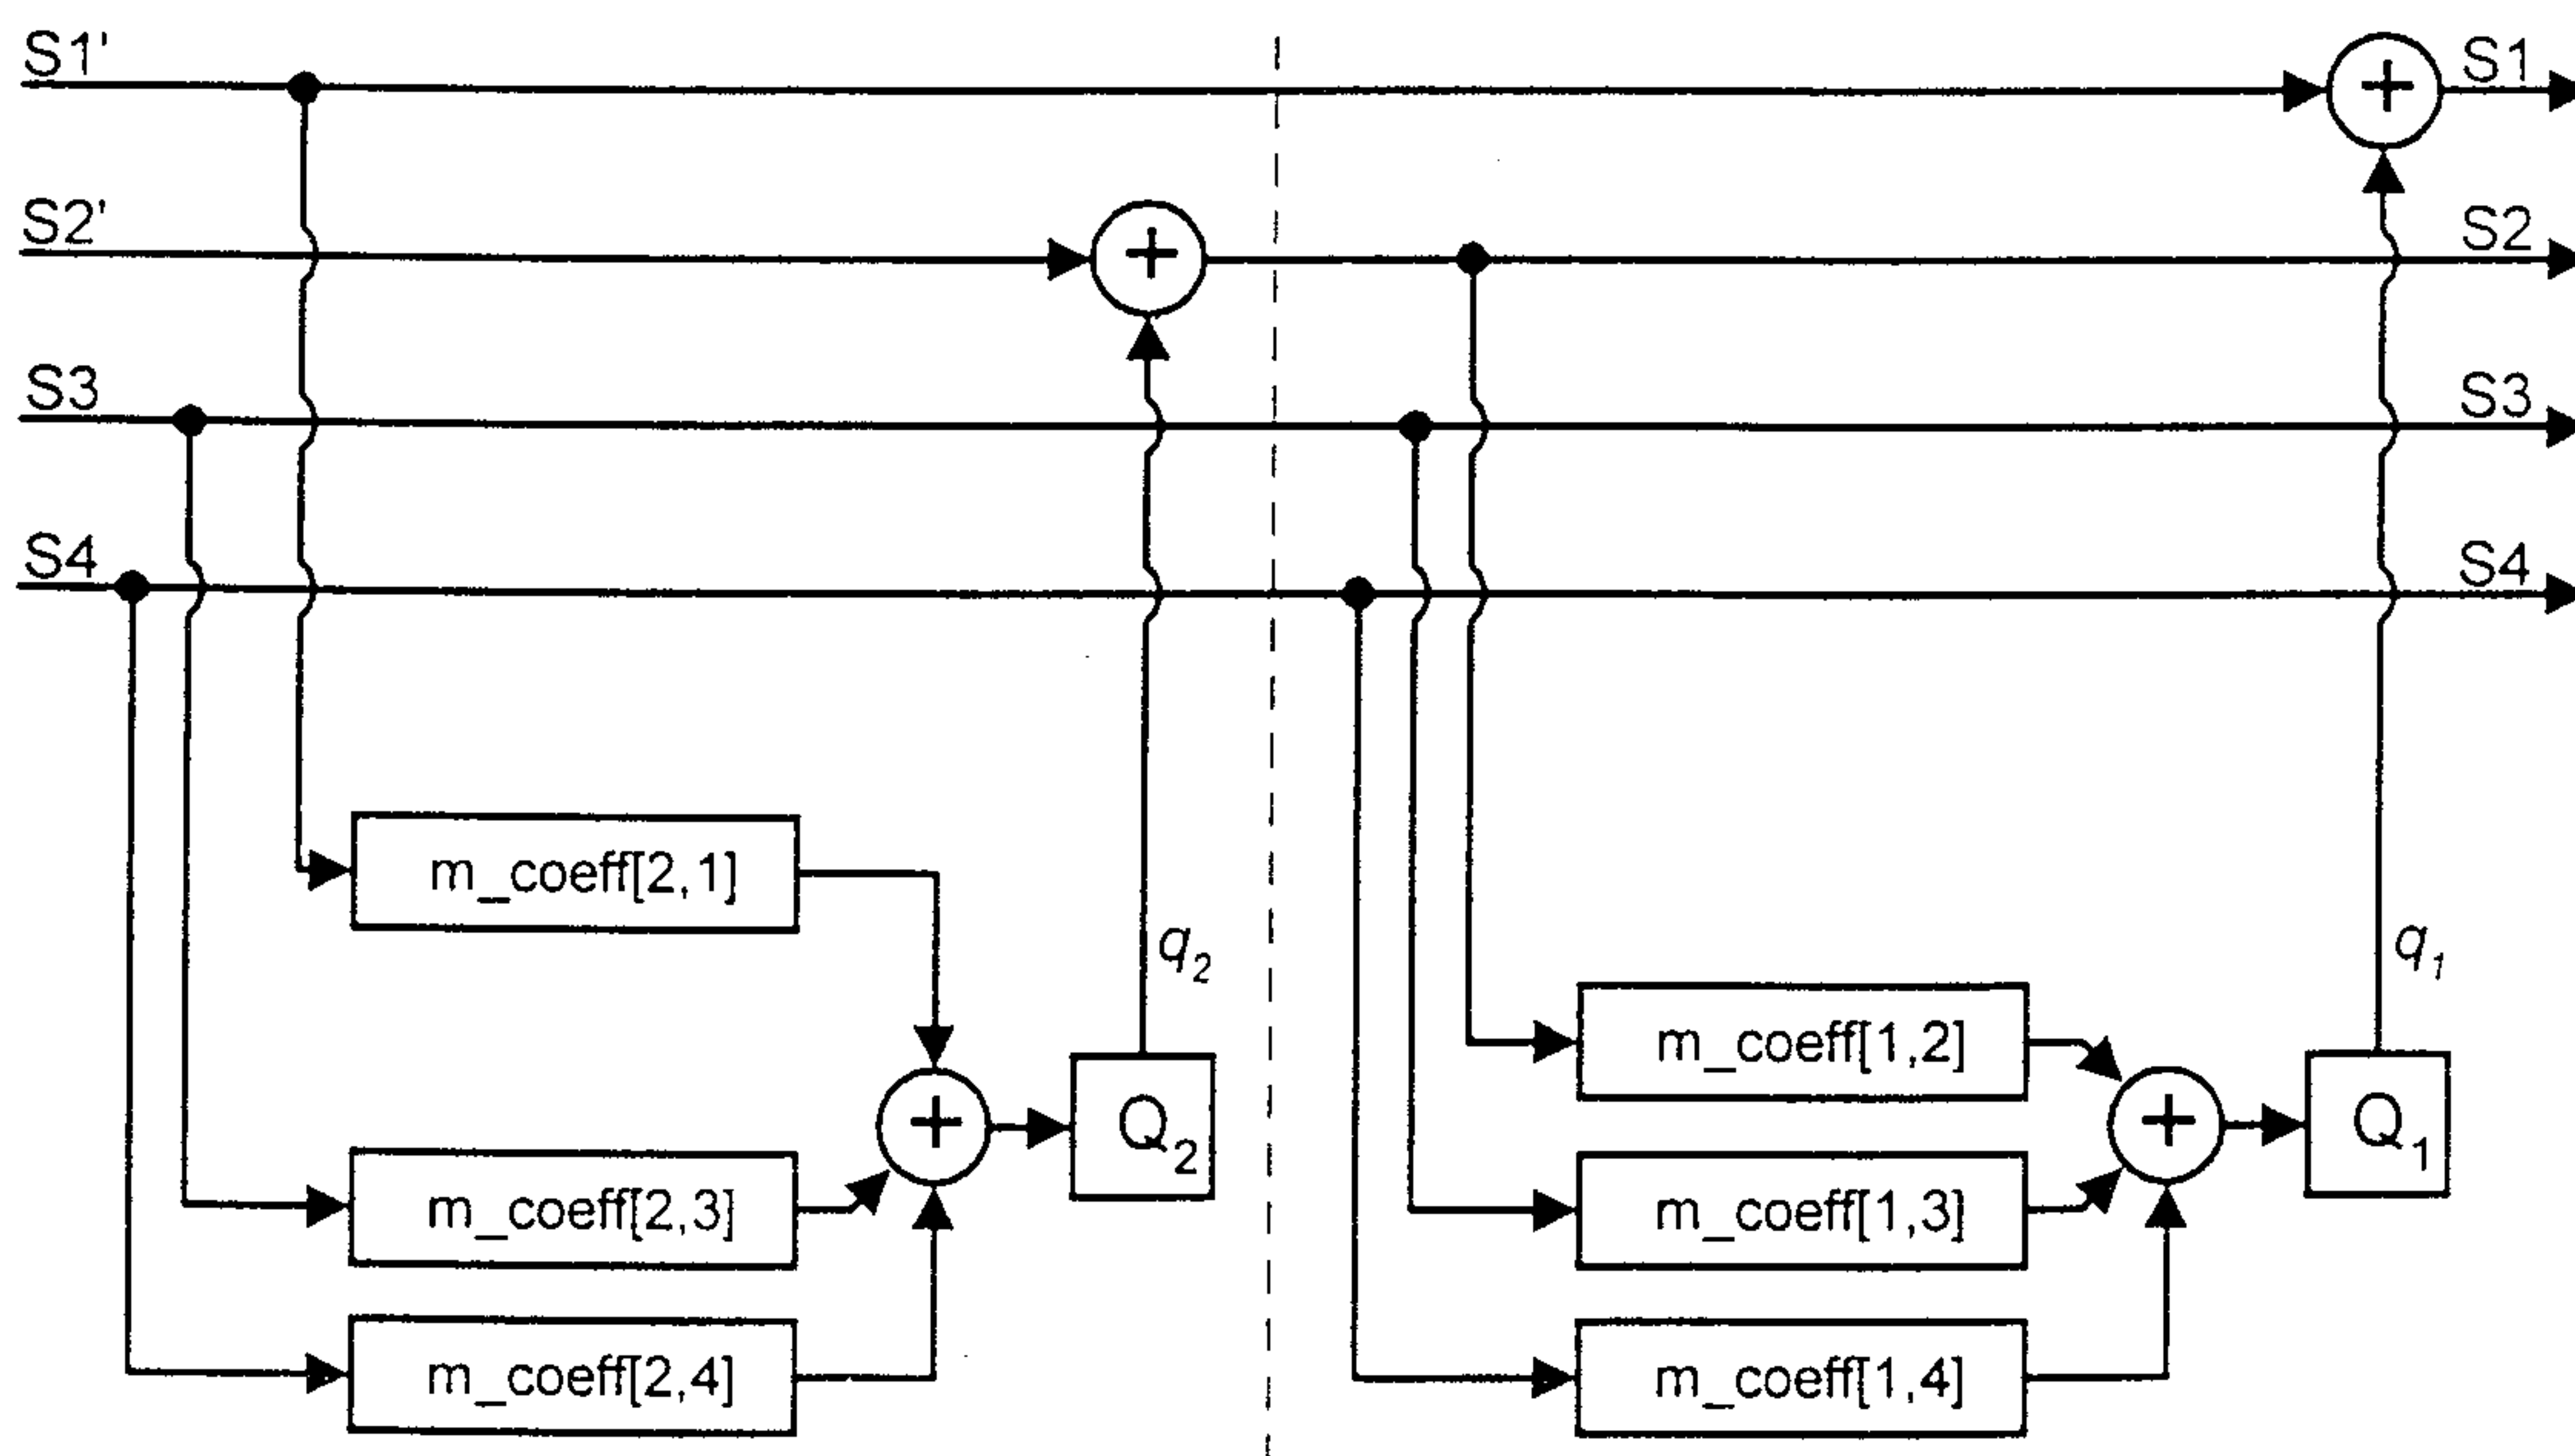 S1'
S1
+
S2'
S2
+
S3
S3
S4
S4
m_coeff[2,1]
q2
q1
m_coeff[1,2]
+
Q2
+
Q1
m_coeff[2,3]
m_coeff[1,3]
m_coeff[2,4]
m_coeff[1,4]